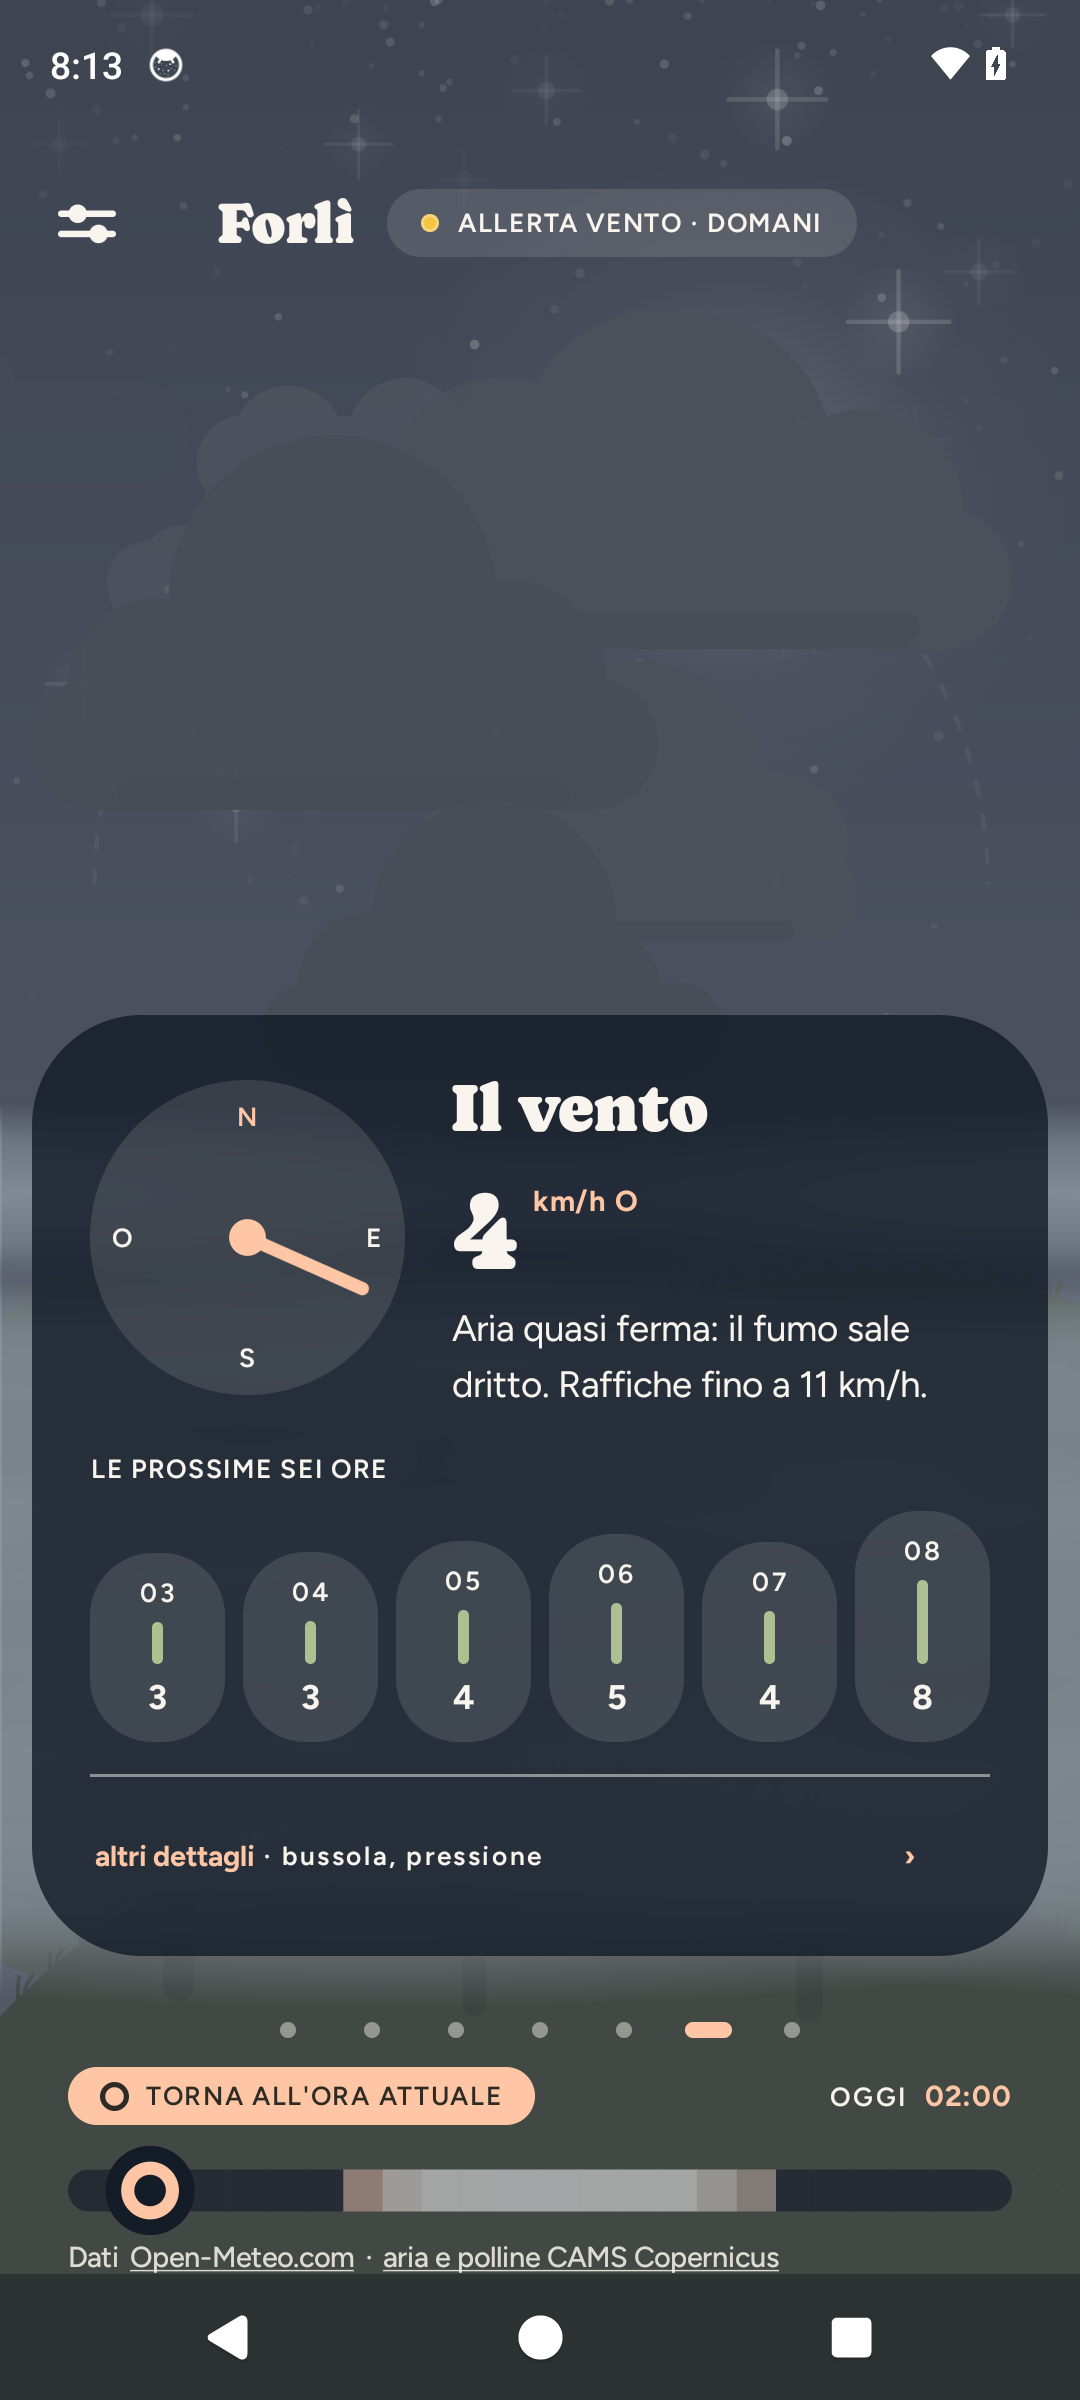 8:13
Forlì
ALLERTA VENTO · DOMANI
N
O
E
S
Il vento
4 km/h O
Aria quasi ferma: il fumo sale
dritto. Raffiche fino a 11 km/h.
LE PROSSIME SEI ORE
03 04 05 06 07 08
3 3 4 5 4 8
altri dettagli · bussola, pressione ›
TORNA ALL'ORA ATTUALE
OGGI 02:00
Dati Open-Meteo.com · aria e polline CAMS Copernicus